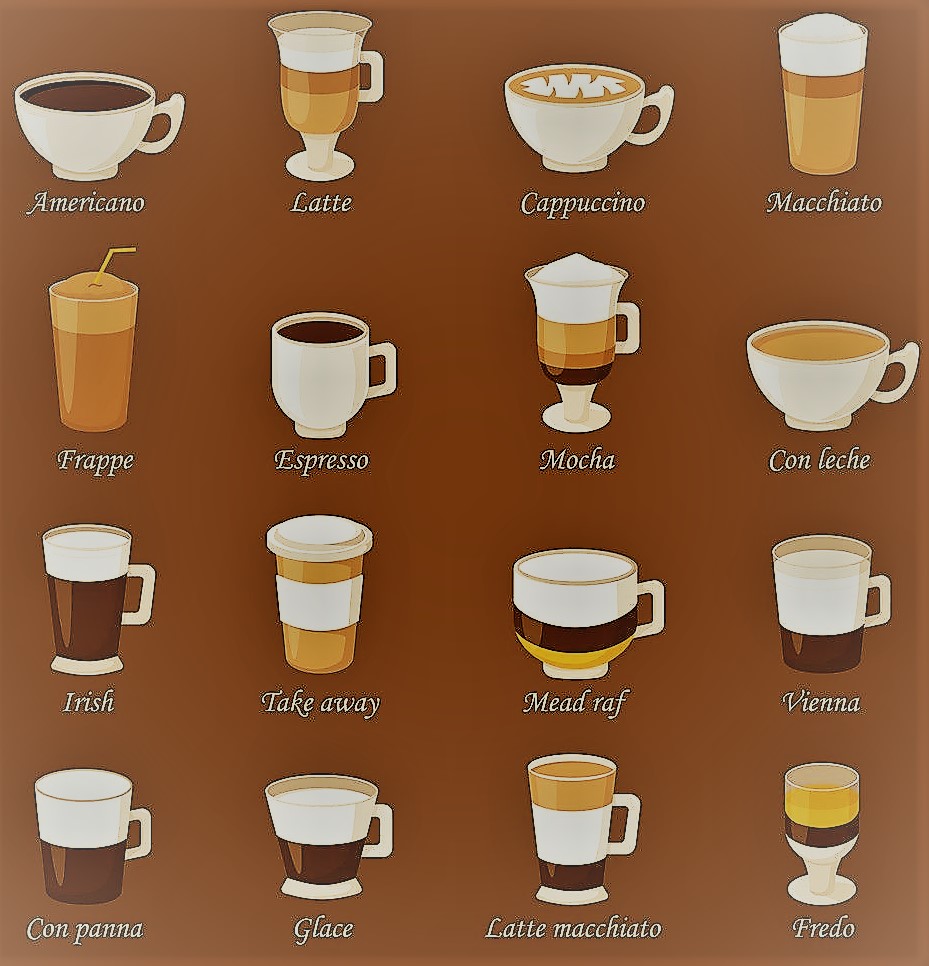 Americano
Latte
Cappuccino
Macchiato
Frappe
Espresso
Mocha
Con leche
Irish
Take away
Mead raf
Vienna
Con panna
Glace
Latte macchiato
Fredo